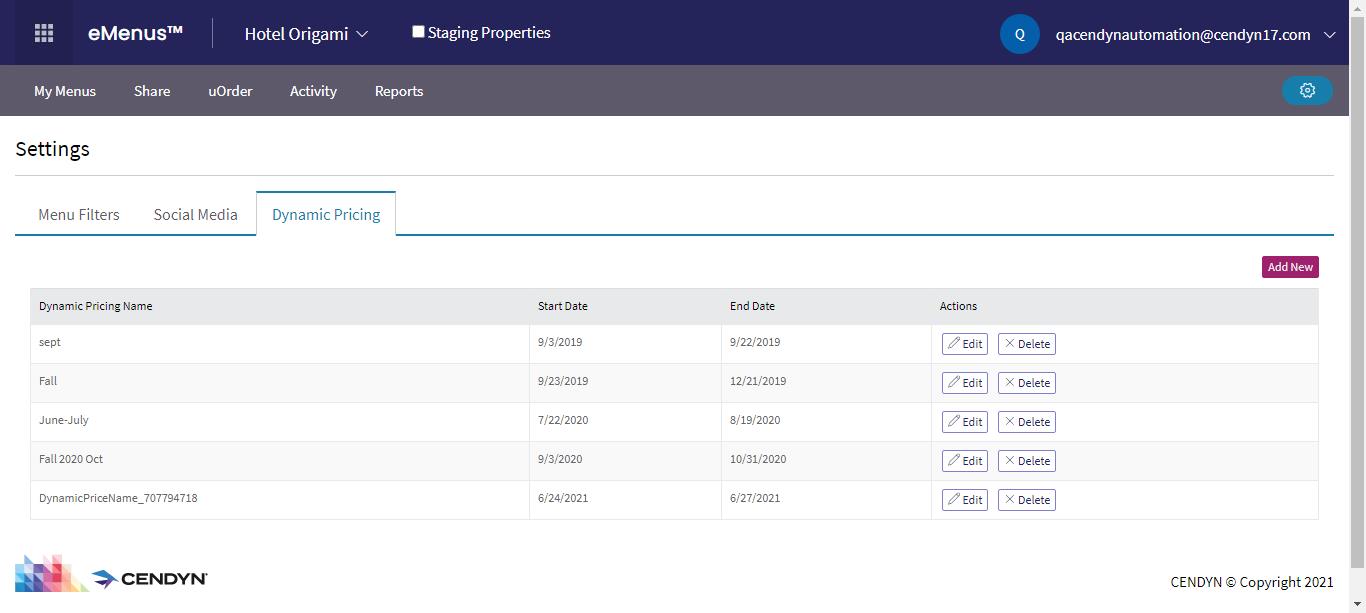 eMenus™ Hotel Origami Staging Properties Q qacendynautomation@cendyn17.com
My Menus Share uOrder Activity Reports
Settings
Menu Filters Social Media Dynamic Pricing
Add New
Dynamic Pricing Name Start Date End Date Actions
sept 9/3/2019 9/22/2019 Edit Delete
Fall 9/23/2019 12/21/2019 Edit Delete
June-July 7/22/2020 8/19/2020 Edit Delete
Fall 2020 Oct 9/3/2020 10/31/2020 Edit Delete
DynamicPriceName_707794718 6/24/2021 6/27/2021 Edit Delete
CENDYN CENDYN © Copyright 2021